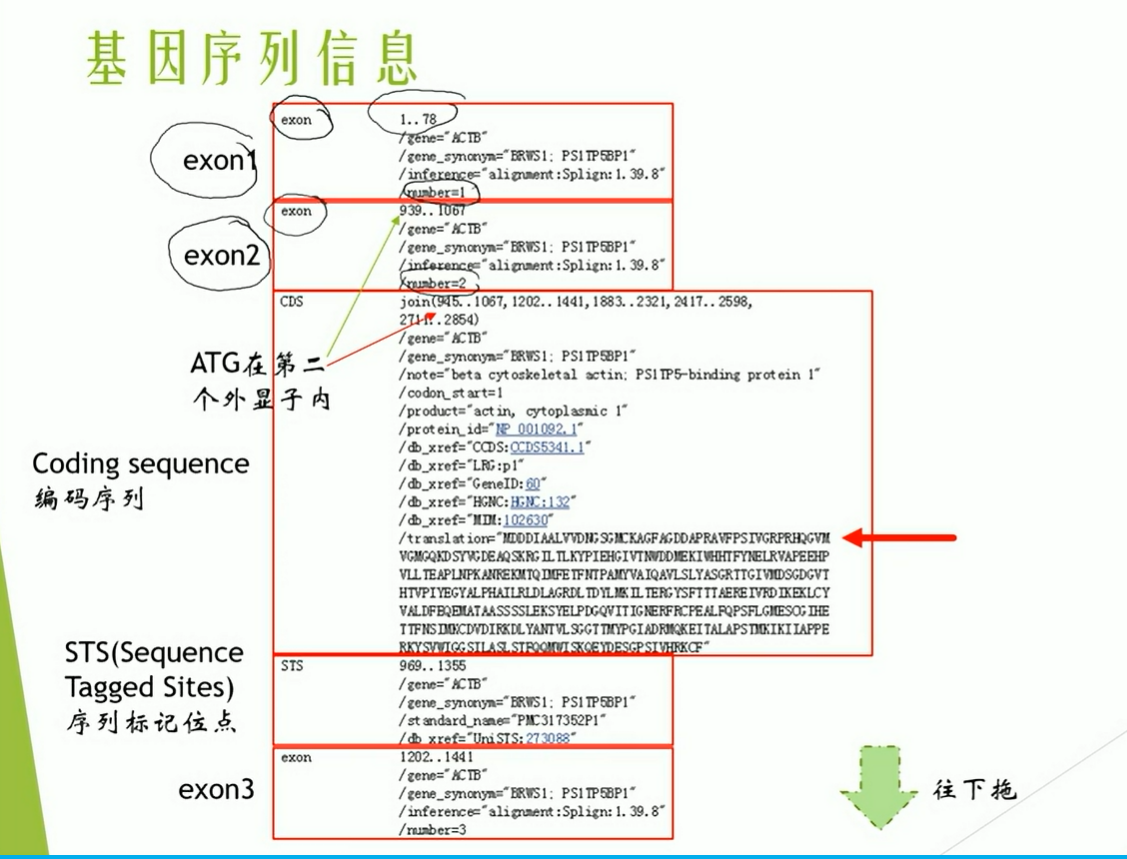 基因序列信息
exon1
exon 1..78
/gene="ACTB"
/gene_synonym="BRWS1; PS1TP5BP1"
/inference="alignment:Splign:1.39.8"
/number=1
exon2
exon 939..1067
/gene="ACTB"
/gene_synonym="BRWS1; PS1TP5BP1"
/inference="alignment:Splign:1.39.8"
/number=2
ATG在第二
个外显子内
Coding sequence
编码序列
CDS join(945..1067,1202..1441,1883..2321,2417..2598,
2711..2854)
/gene="ACTB"
/gene_synonym="BRWS1; PS1TP5BP1"
/note="beta cytoskeletal actin; PS1TP5-binding protein 1"
/codon_start=1
/product="actin, cytoplasmic 1"
/protein_id="NP_001092.1"
/db_xref="CCDS:CCDS5341.1"
/db_xref="LRG:p1"
/db_xref="GeneID:60"
/db_xref="HGNC:HGNC:132"
/db_xref="MIM:102630"
/translation="MDDDIAALVVDNGSGMCKAGFAGDDAPRAVFPSIVGRPRHQGVM
VGMGQKDSYVGDEAQSKRGILTLKYPIEHGIVTNWDDMEKIWHHTFYNELRVAPEEHP
VLLTEAPLNPKANREKMTQIMFETFNTPAMYVAIQAVLSLYASGRTTGIVMDSGDGVT
HTVPIYEGYALPHAILRLDLAGRDLTDYLMKILTERGYSFTTTAEREIVRDIKEKLCY
VALDFEQEMATAASSSSLEKSYELPDGQVITIGNERFRCPEALFQPSFLGMESCGIHE
TTFNSIMKCDVDIRKDLYANTVLSGGTTMYPGIADRMQKEITALAPSTMKIKIIAPPE
RKYSVWIGGSILASLSTFQQMWISKQEYDESGPSIVHRKCF"
STS(Sequence
Tagged Sites)
序列标记位点
STS 969..1355
/gene="ACTB"
/gene_synonym="BRWS1; PS1TP5BP1"
/standard_name="PMC317352P1"
/db_xref="UniSTS:273088"
exon3
exon 1202..1441
/gene="ACTB"
/gene_synonym="BRWS1; PS1TP5BP1"
/inference="alignment:Splign:1.39.8"
/number=3
往下拖